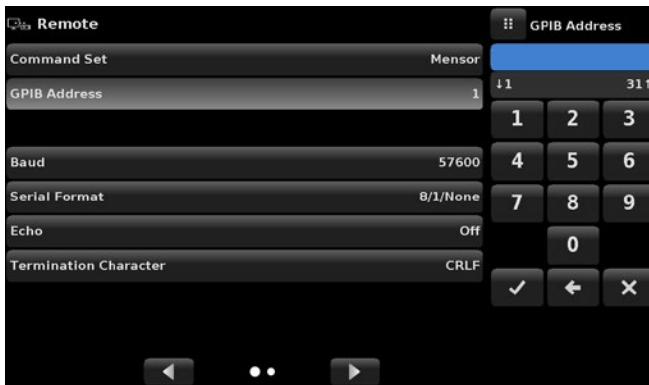 Remote
Command Set Mensor
GPIB Address 1
Baud 57600
Serial Format 8/1/None
Echo Off
Termination Character CRLF
GPIB Address
↓1 31↑
1 2 3
4 5 6
7 8 9
0